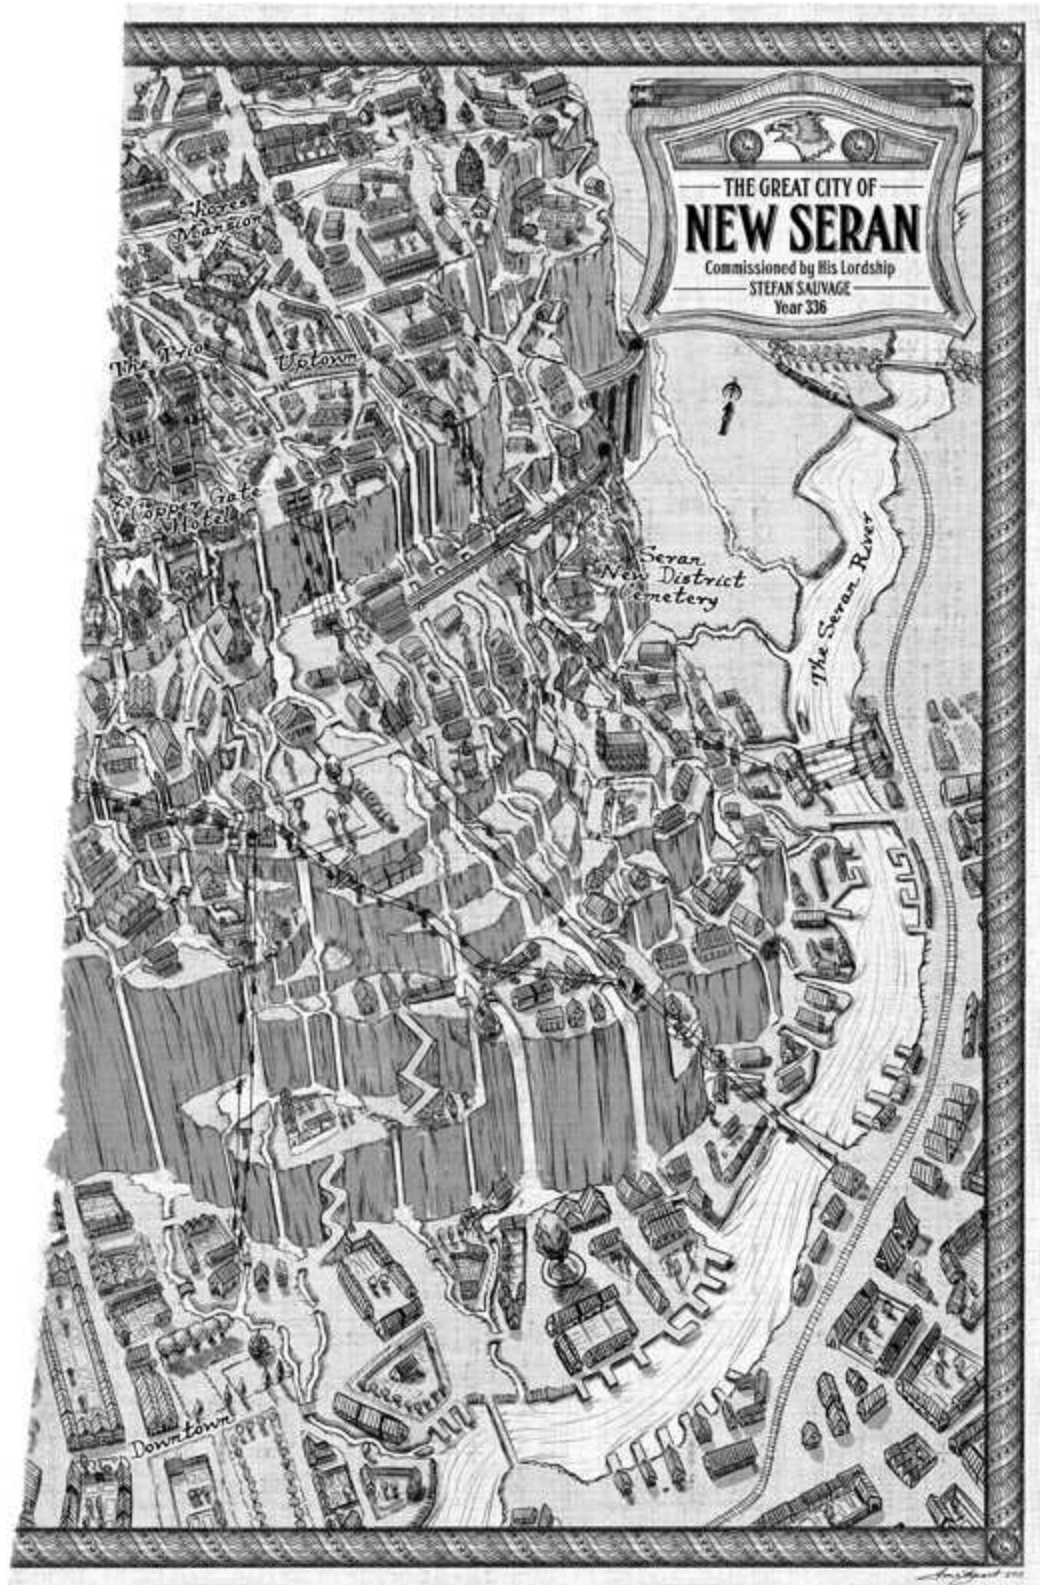 THE GREAT CITY OF
NEW SERAN
Commissioned by His Lordship
STEFAN SAUVAGE
Year 336
Shores
Mansion
The Trio
Uptown
Copper Gate
Hotel
Seran
New District
Cemetery
The Seran River
Downtown